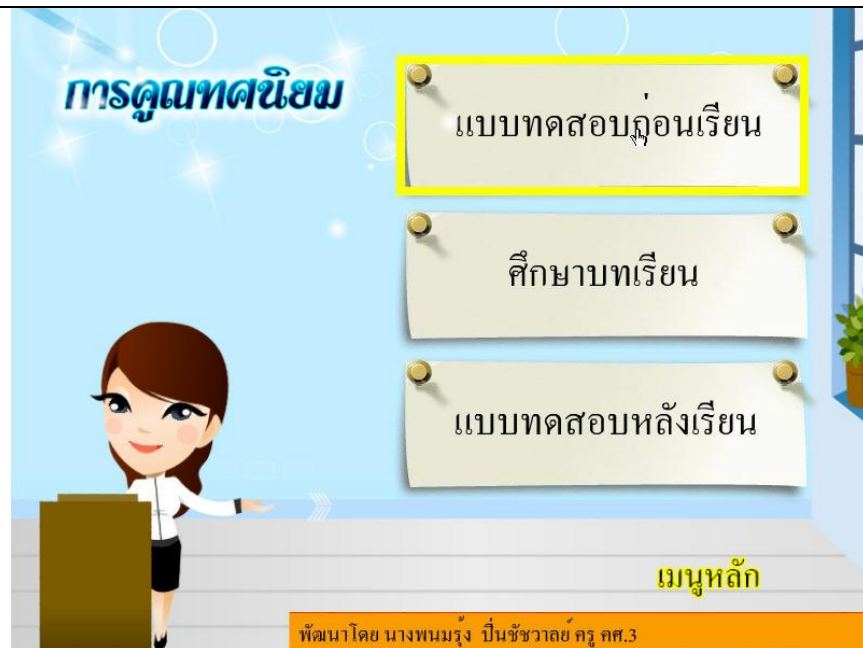 การคูณทศนิยม
แบบทดสอบก่อนเรียน
ศึกษาบทเรียน
แบบทดสอบหลังเรียน
เมนูหลัก
พัฒนาโดย นางพนมรุ้ง ปิ่นชัชวาลย์ ครู คศ.3